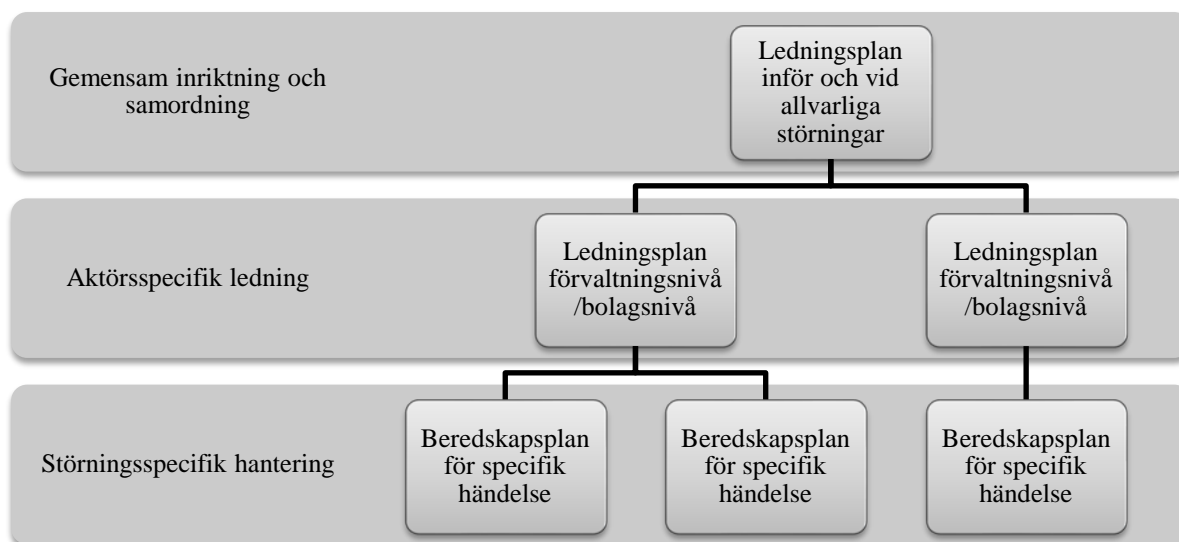 Gemensam inriktning och
samordning
Ledningsplan
inför och vid
allvarliga
störningar
Aktörsspecifik ledning
Ledningsplan
förvaltningsnivå
/bolagsnivå
Ledningsplan
förvaltningsnivå
/bolagsnivå
Störningsspecifik hantering
Beredskapsplan
för specifik
händelse
Beredskapsplan
för specifik
händelse
Beredskapsplan
för specifik
händelse